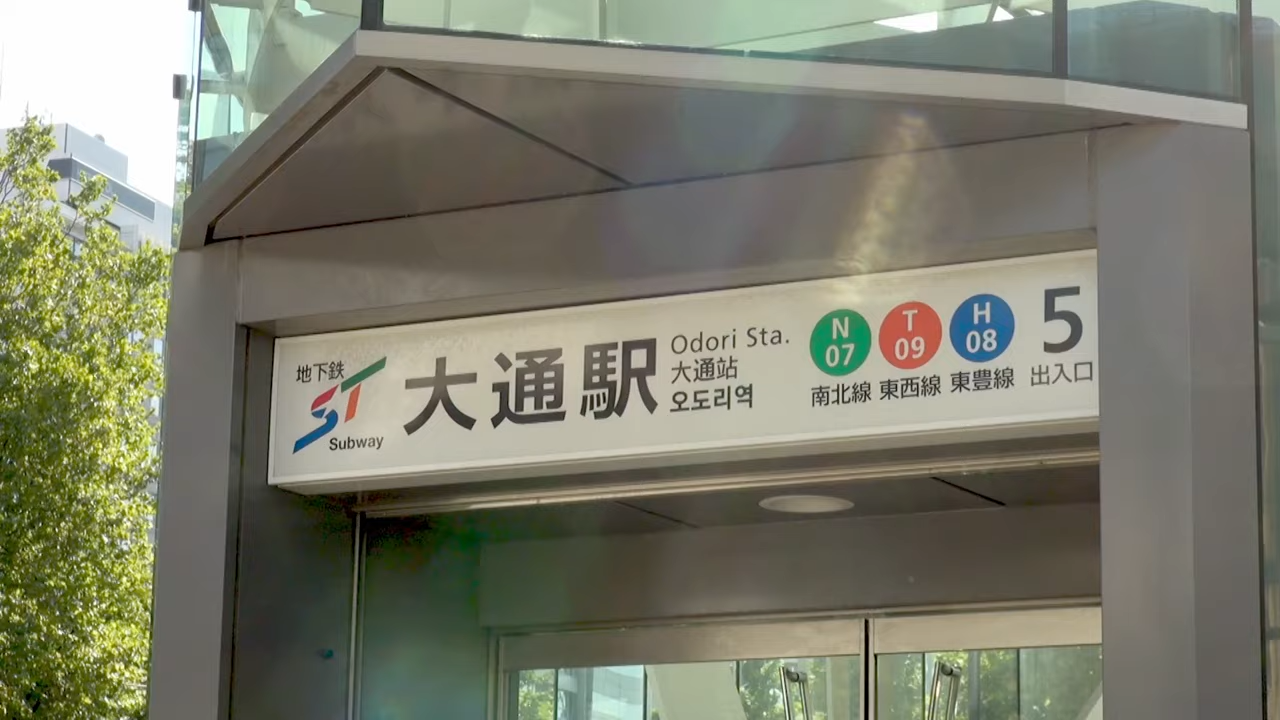 地下鉄
ST
Subway
大通駅
Odori Sta.
大通站
오도리역
N 07
南北線
T 09
東西線
H 08
東豊線
5
出入口